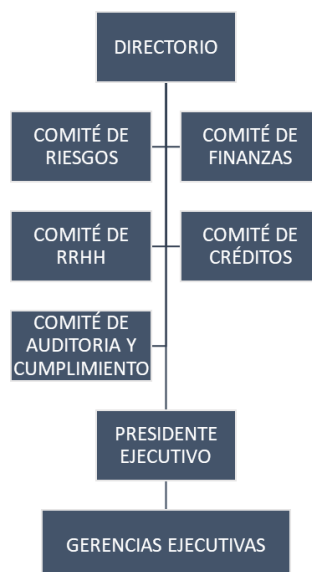 DIRECTORIO
COMITÉ DE
RIESGOS
COMITÉ DE
FINANZAS
COMITÉ DE
RRHH
COMITÉ DE
CRÉDITOS
COMITÉ DE
AUDITORIA Y
CUMPLIMIENTO
PRESIDENTE
EJECUTIVO
GERENCIAS EJECUTIVAS